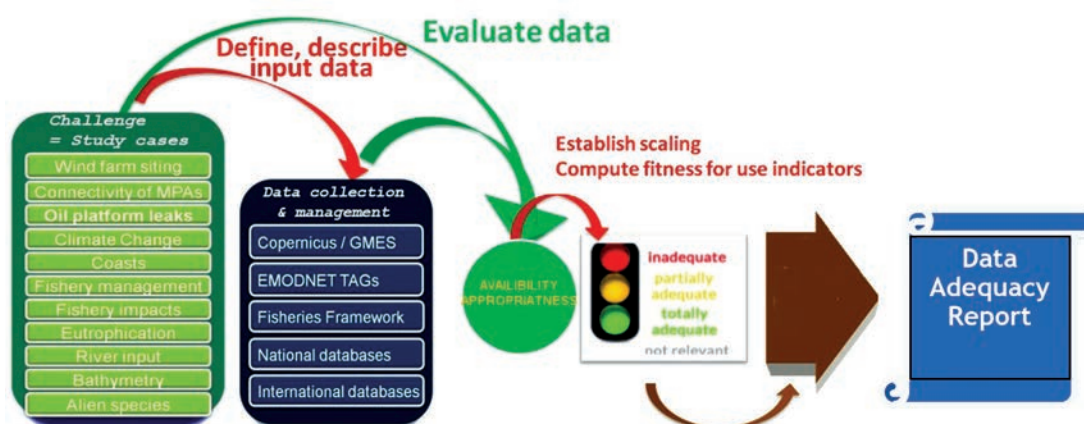 Evaluate data
Define, describe
input data
Challenge
= Study cases
Wind farm siting
Connectivity of MPAs
Oil platform leaks
Climate Change
Coasts
Fishery management
Fishery impacts
Eutrophication
River input
Bathymetry
Alien species
Data collection
& management
Copernicus / GMES
EMODNET TAGs
Fisheries Framework
National databases
International databases
AVAILIBILITY
APPROPRIATNESS
Establish scaling
Compute fitness for use indicators
inadequate
partially
adequate
totally
adequate
not relevant
Data
Adequacy
Report